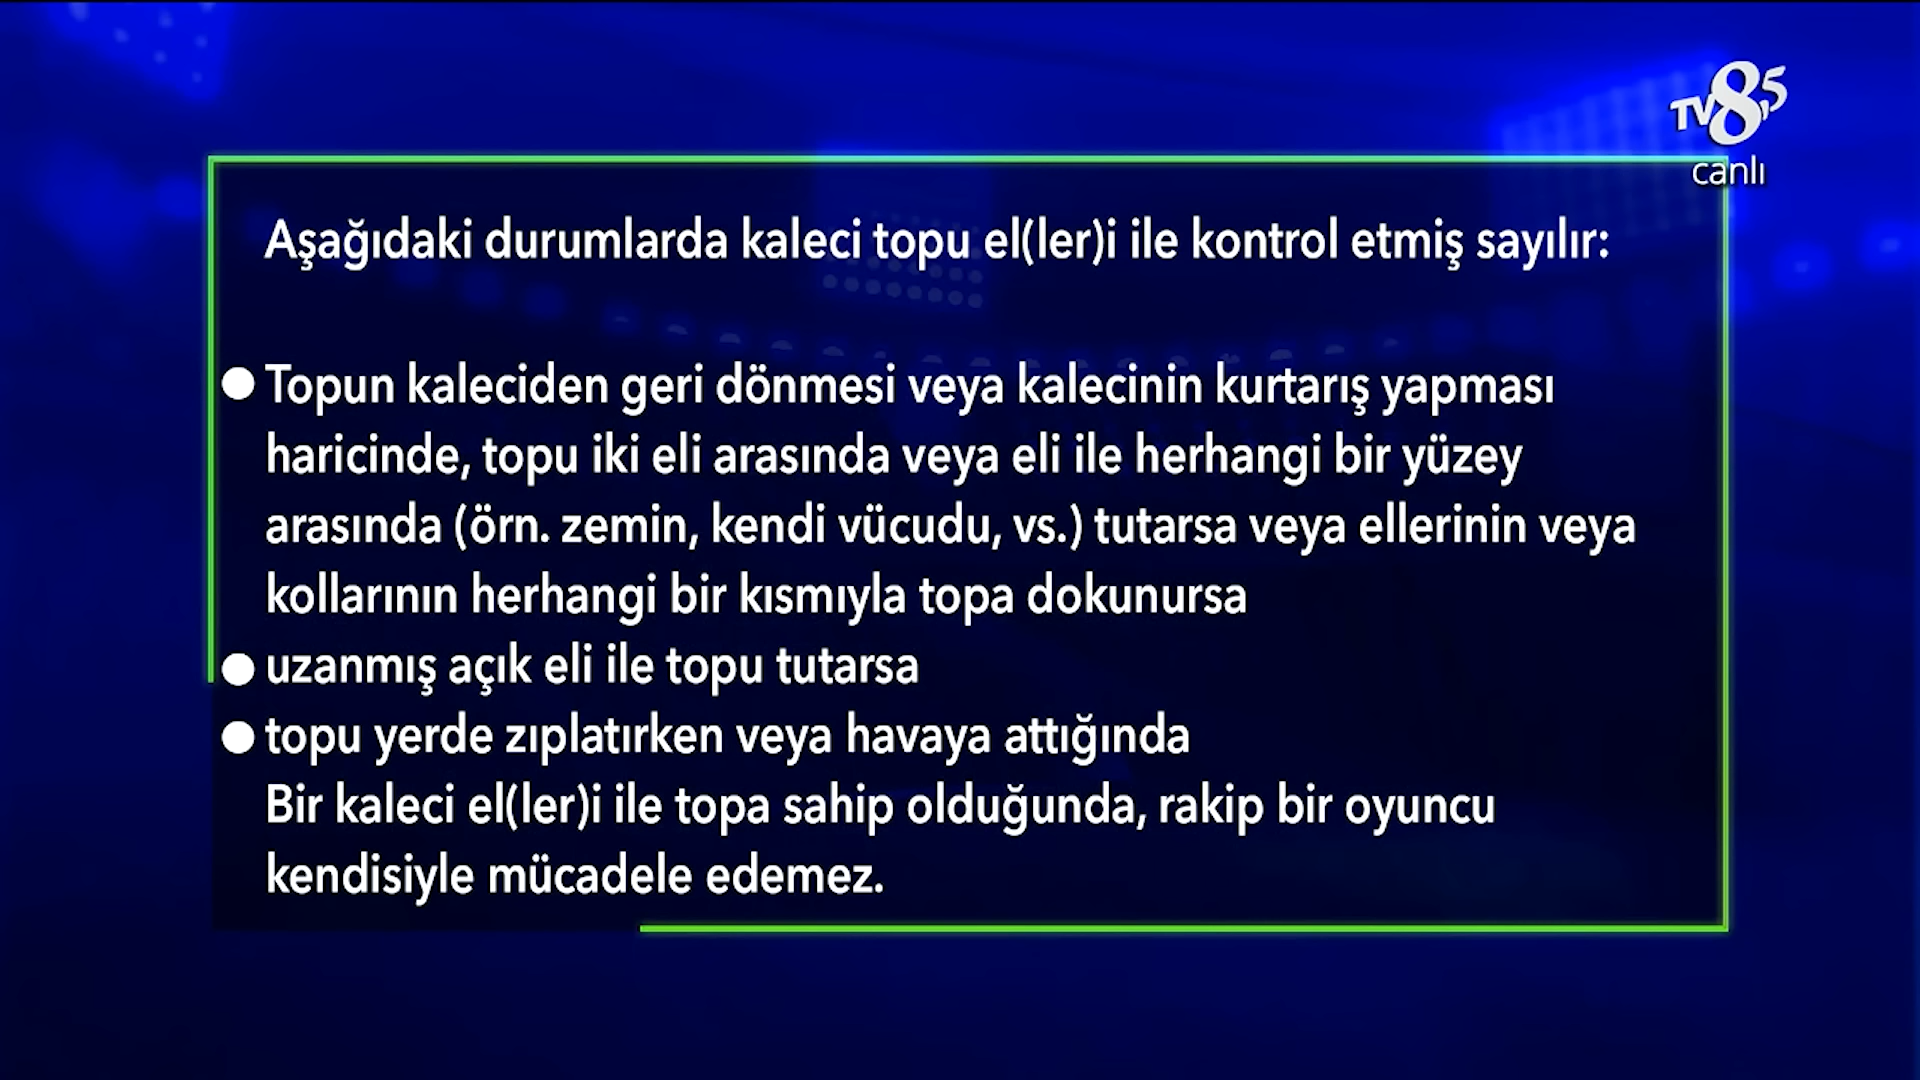 TV8,5
canlı
Aşağıdaki durumlarda kaleci topu el(ler)i ile kontrol etmiş sayılır:
● Topun kaleciden geri dönmesi veya kalecinin kurtarış yapması
haricinde, topu iki eli arasında veya eli ile herhangi bir yüzey
arasında (örn. zemin, kendi vücudu, vs.) tutarsa veya ellerinin veya
kollarının herhangi bir kısmıyla topa dokunursa
● uzanmış açık eli ile topu tutarsa
● topu yerde zıplatırken veya havaya attığında
Bir kaleci el(ler)i ile topa sahip olduğunda, rakip bir oyuncu
kendisiyle mücadele edemez.